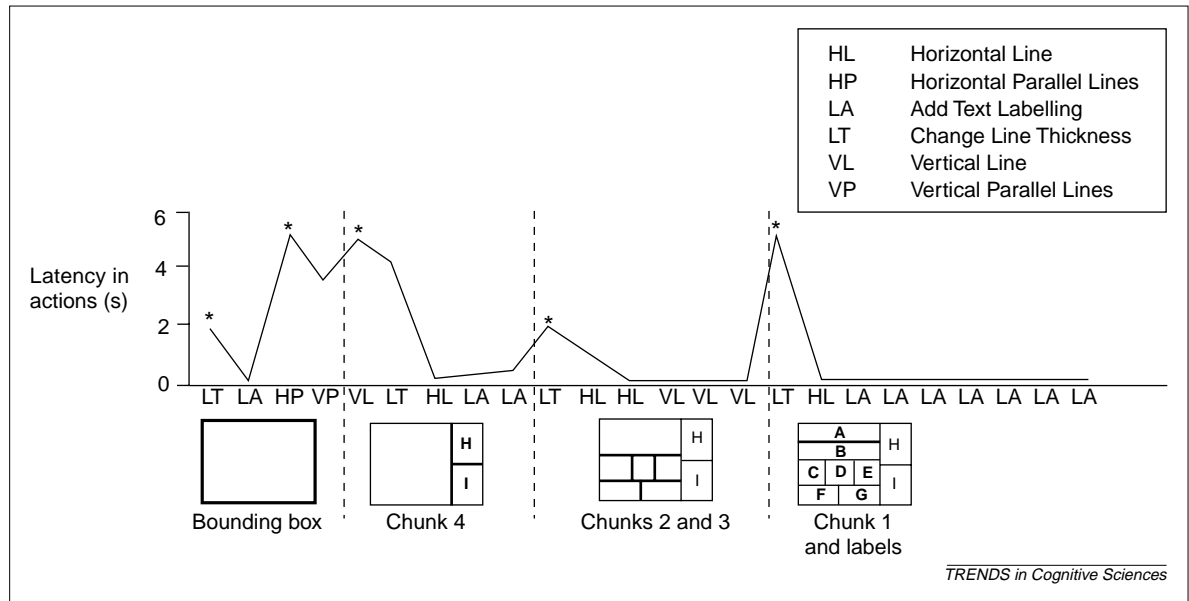 HL Horizontal Line
HP Horizontal Parallel Lines
LA Add Text Labelling
LT Change Line Thickness
VL Vertical Line
VP Vertical Parallel Lines
Latency in
actions (s)
6
4
2
0
* * * * *
LT LA HP VP VL LT HL LA LA LT HL HL VL VL VL LT HL LA LA LA LA LA LA LA
Bounding box
H
I
Chunk 4
H
I
Chunks 2 and 3
A
B
C D E
F G
H
I
Chunk 1
and labels
TRENDS in Cognitive Sciences